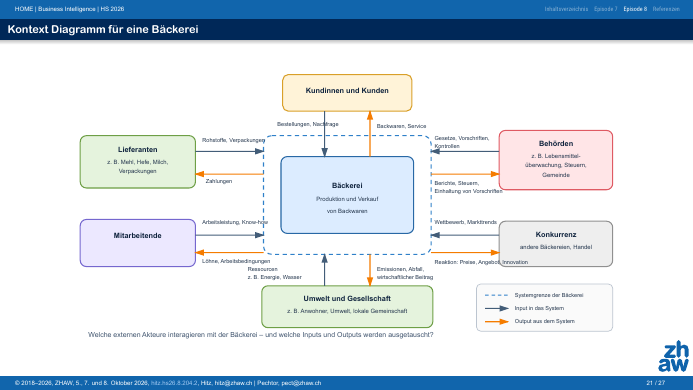 HOME | Business Intelligence | HS 2026
Inhaltsverzeichnis Episode 7 Episode 8 Referenzen
Kontext Diagramm für eine Bäckerei
Kundinnen und Kunden
Bestellungen, Nachfrage
Backwaren, Service
Lieferanten
z. B. Mehl, Hefe, Milch,
Verpackungen
Rohstoffe, Verpackungen
Zahlungen
Gesetze, Vorschriften,
Kontrollen
Behörden
z. B. Lebensmittel-
überwachung, Steuern,
Gemeinde
Berichte, Steuern,
Einhaltung von Vorschriften
Bäckerei
Produktion und Verkauf
von Backwaren
Mitarbeitende
Arbeitsleistung, Know-how
Löhne, Arbeitsbedingungen
Wettbewerb, Markttrends
Konkurrenz
andere Bäckereien, Handel
Reaktion: Preise, Angebot, Innovation
Ressourcen
z. B. Energie, Wasser
Emissionen, Abfall,
wirtschaftlicher Beitrag
Umwelt und Gesellschaft
z. B. Anwohner, Umwelt, lokale Gemeinschaft
Systemgrenze der Bäckerei
Input in das System
Output aus dem System
Welche externen Akteure interagieren mit der Bäckerei – und welche Inputs und Outputs werden ausgetauscht?
zh
aw
© 2018–2026, ZHAW, 5., 7. und 8. Oktober 2026, hitz.hs26.8.204.2, Hitz, hitz@zhaw.ch | Pechtor, pect@zhaw.ch
21 / 27